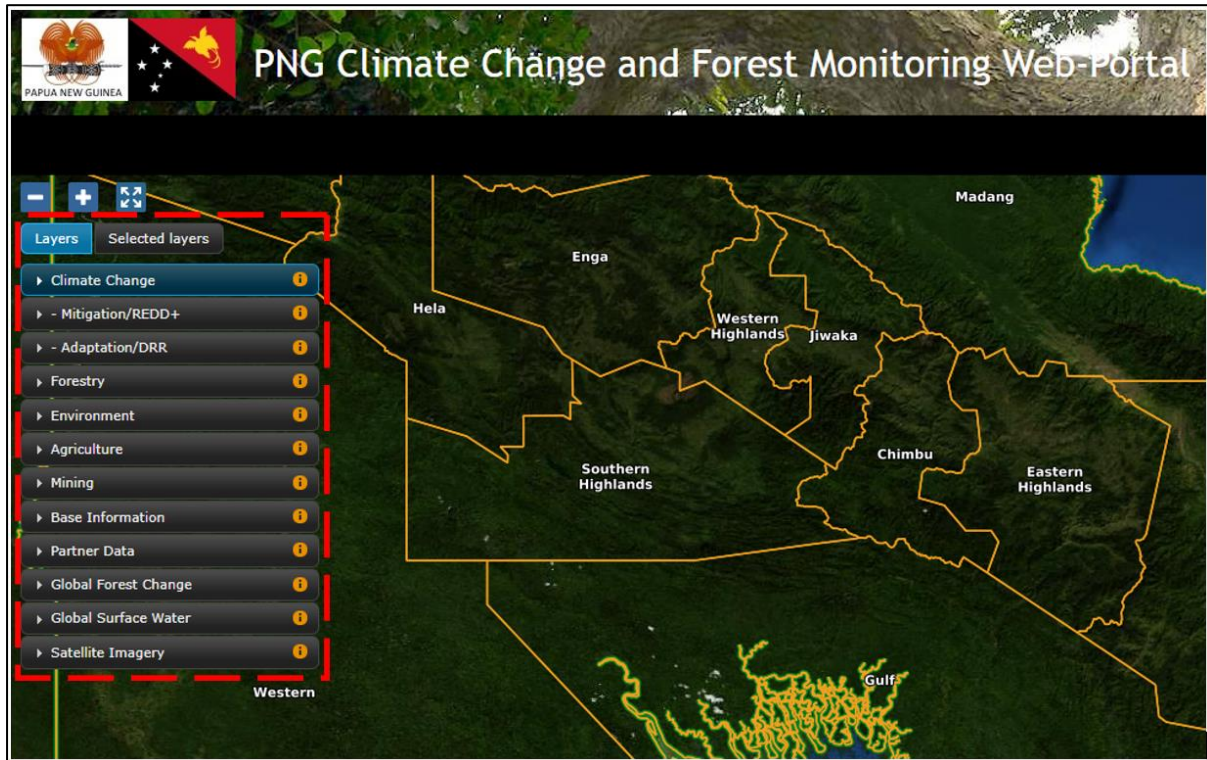 PNG Climate Change and Forest Monitoring Web-Portal
PAPUA NEW GUINEA
Layers
Selected layers
Climate Change
- Mitigation/REDD+
- Adaptation/DRR
Forestry
Environment
Agriculture
Mining
Base Information
Partner Data
Global Forest Change
Global Surface Water
Satellite Imagery
Madang
Enga
Hela
Western
Highlands
Jiwaka
Southern
Highlands
Chimbu
Eastern
Highlands
Western
Gulf